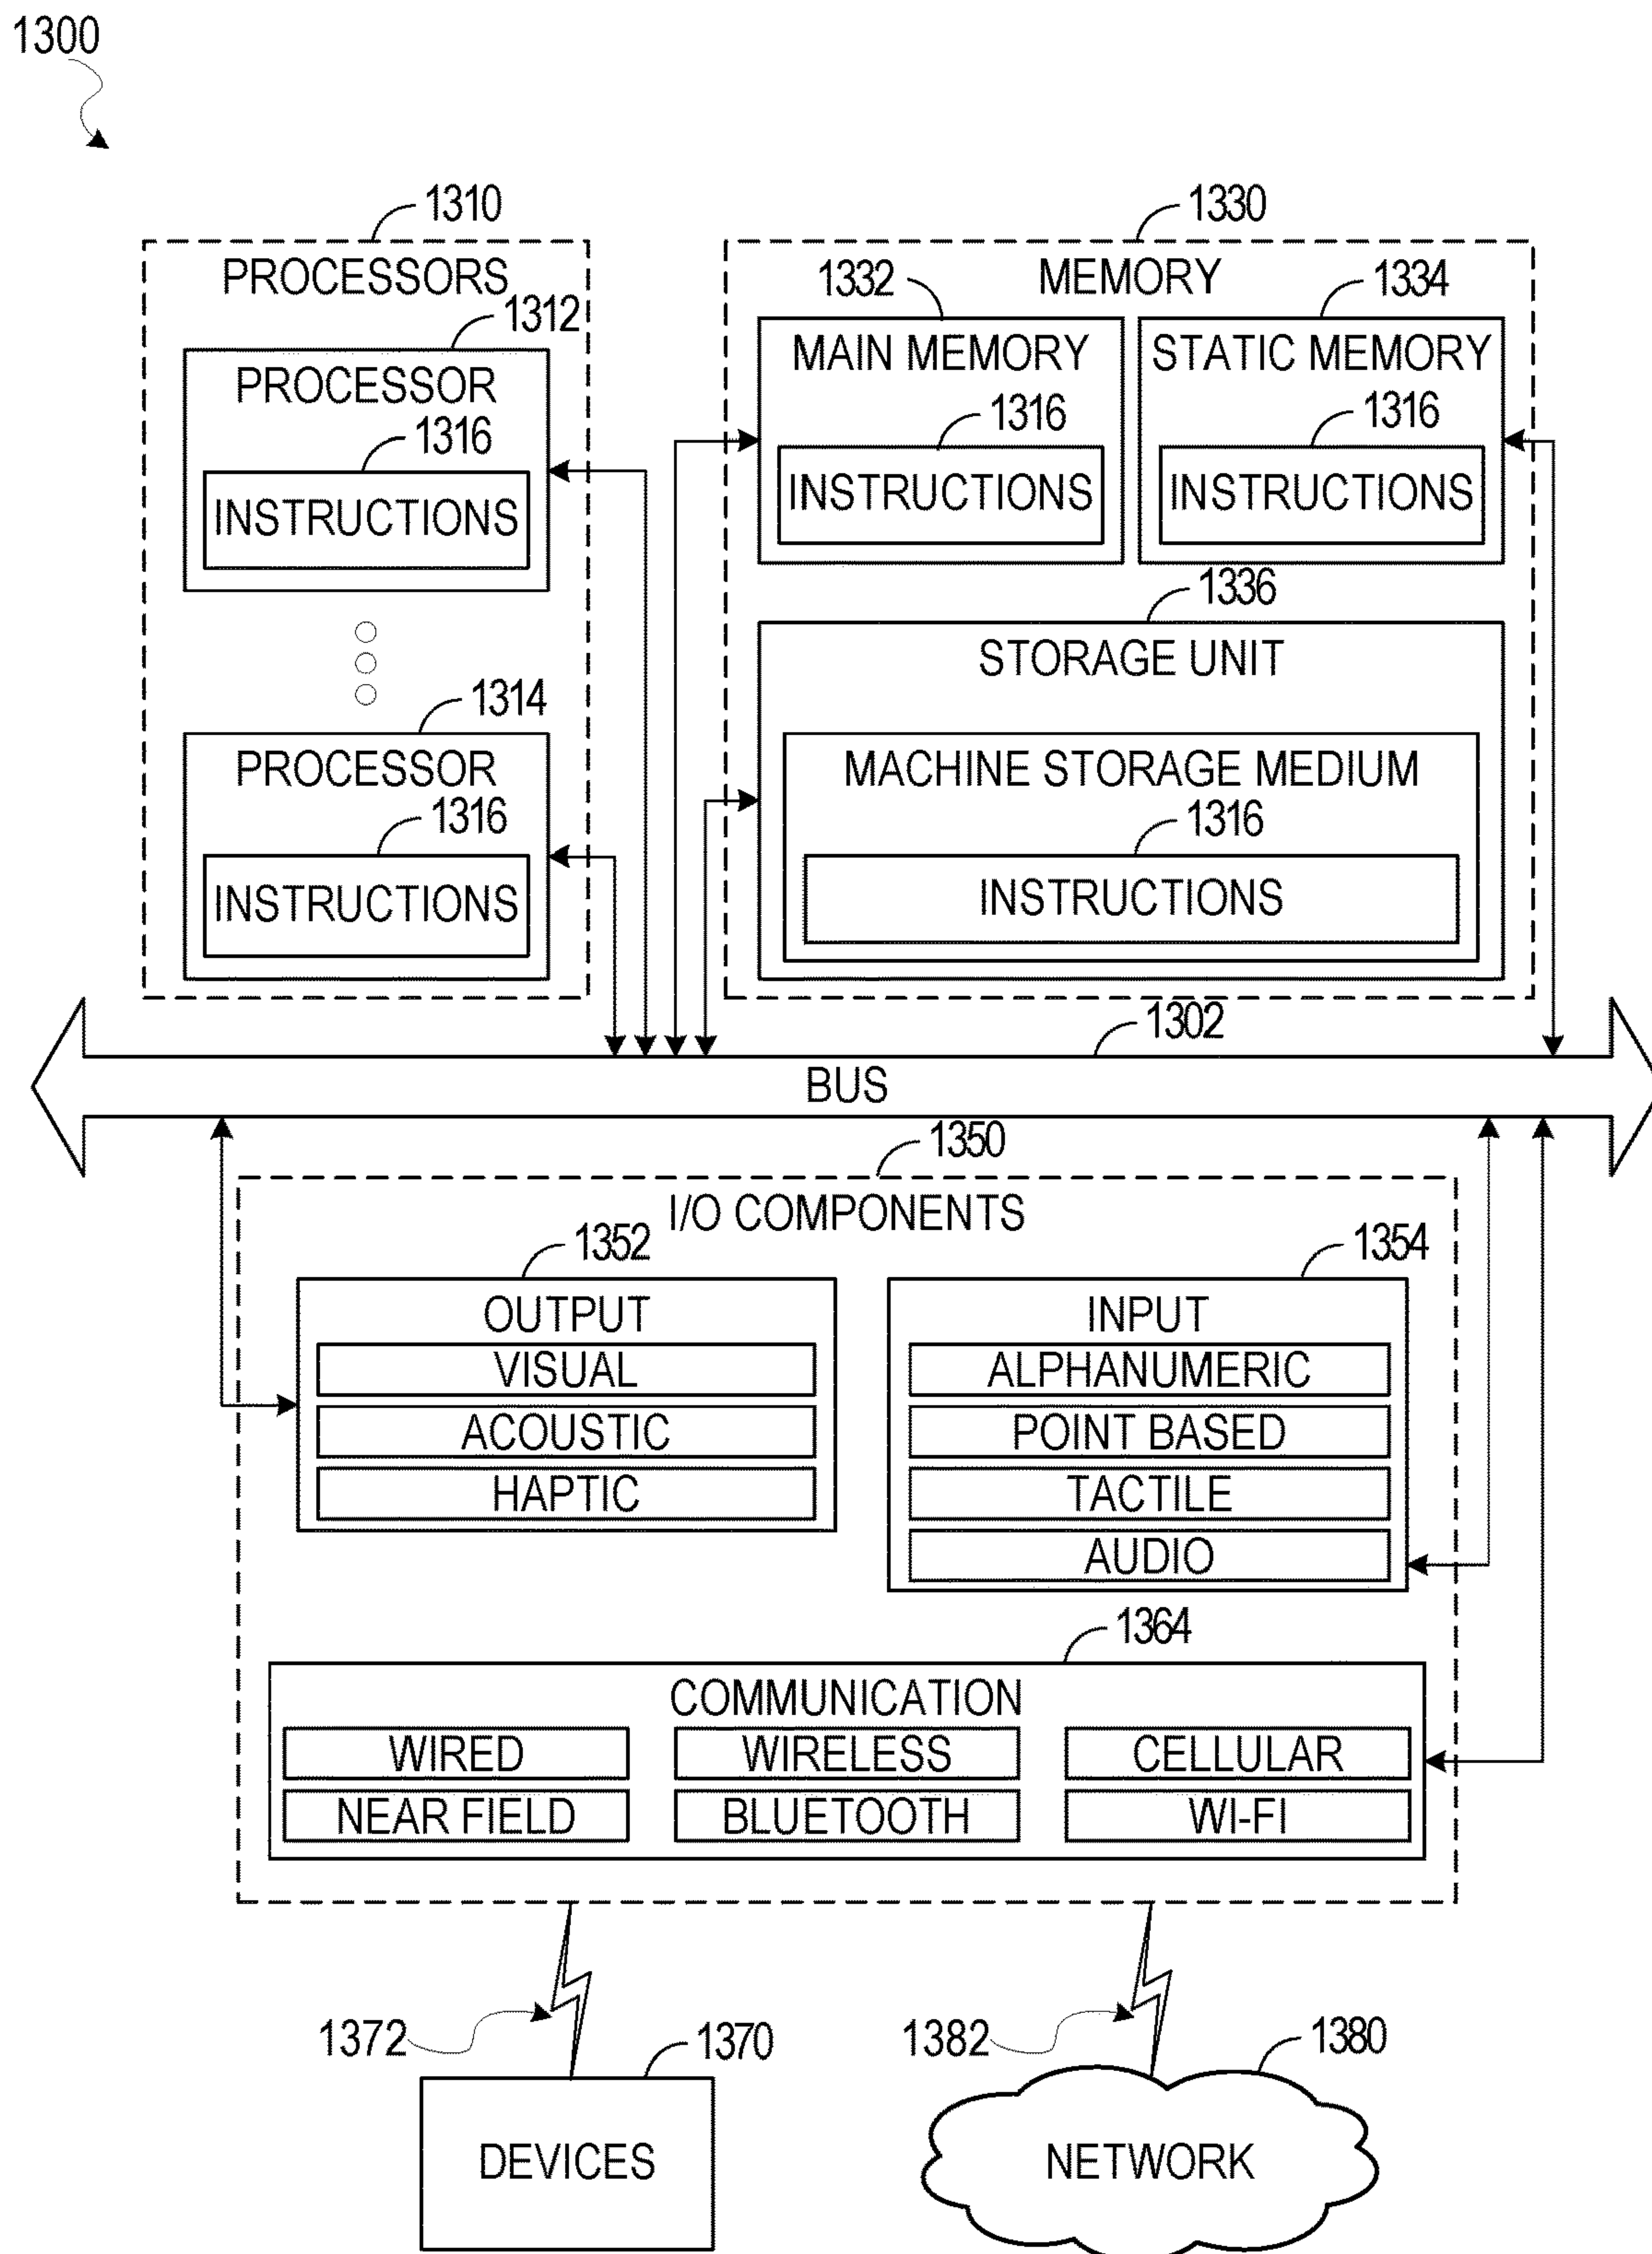 1300
1310
PROCESSORS
1312
PROCESSOR
1316
INSTRUCTIONS
1314
PROCESSOR
1316
INSTRUCTIONS
1330
MEMORY
1332
MAIN MEMORY
1316
INSTRUCTIONS
1334
STATIC MEMORY
1316
INSTRUCTIONS
1336
STORAGE UNIT
MACHINE STORAGE MEDIUM
1316
INSTRUCTIONS
1302
BUS
1350
I/O COMPONENTS
1352
OUTPUT
VISUAL
ACOUSTIC
HAPTIC
1354
INPUT
ALPHANUMERIC
POINT BASED
TACTILE
AUDIO
1364
COMMUNICATION
WIRED
WIRELESS
CELLULAR
NEAR FIELD
BLUETOOTH
WI-FI
1372
1370
DEVICES
1382
1380
NETWORK